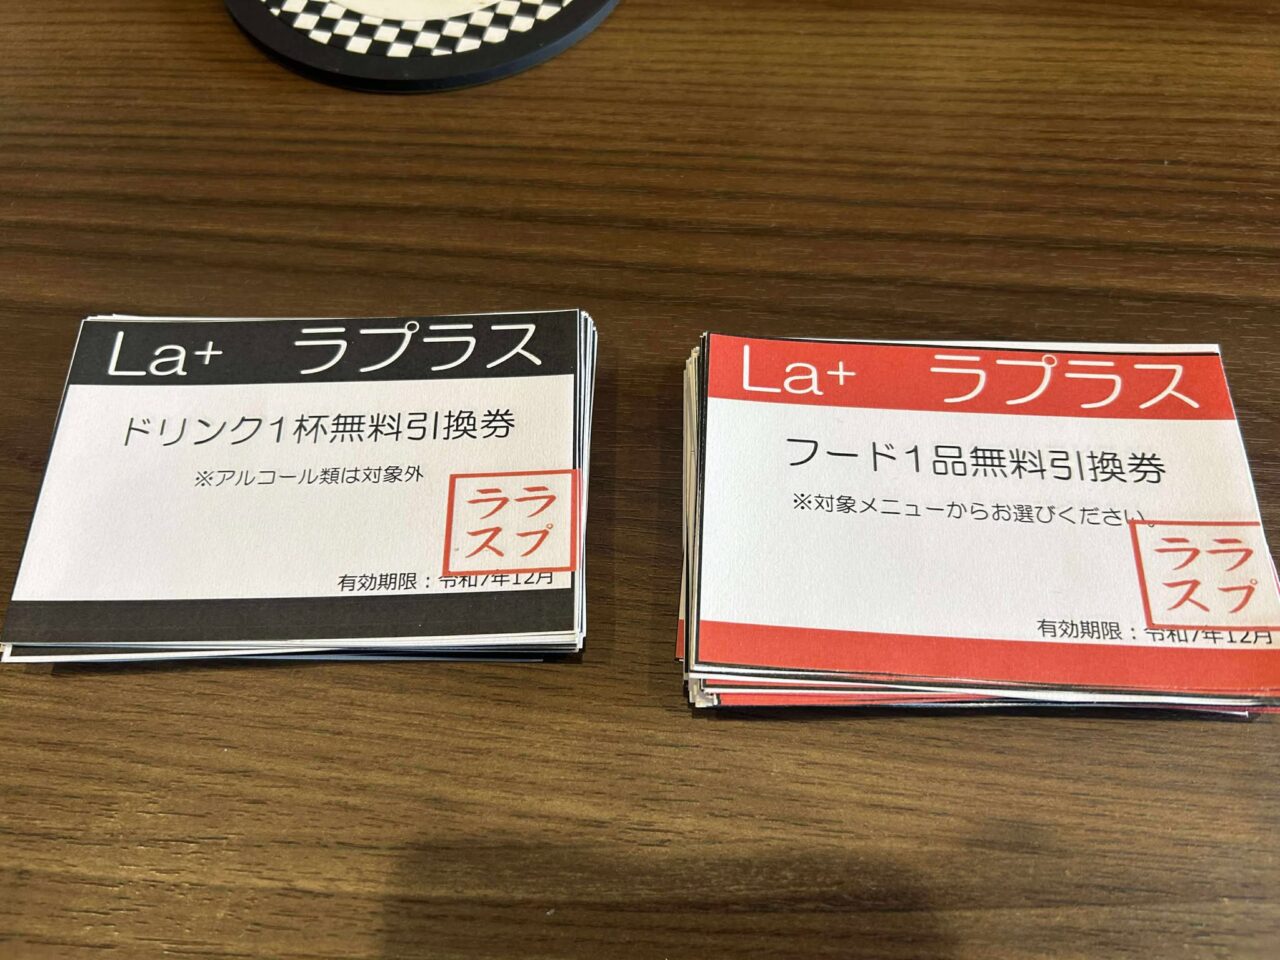 La+ ラプラス
ドリンク1杯無料引換券
※アルコール類は対象外
ララ
スプ
有効期限：令和7年12月
La+ ラプラス
フード1品無料引換券
※対象メニューからお選びください。
ララ
スプ
有効期限：令和7年12月